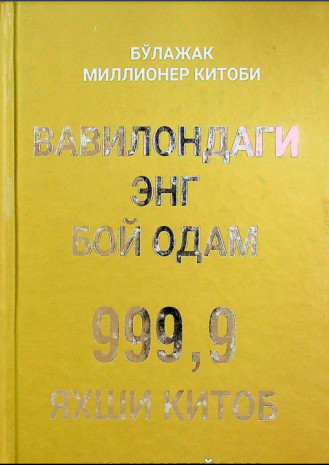 БЎЛАЖАК
МИЛЛИОНЕР КИТОБИ
ВАВИЛОНДАГИ
ЭНГ
БОЙ ОДАМ
999,9
ЯХШИ КИТОБ